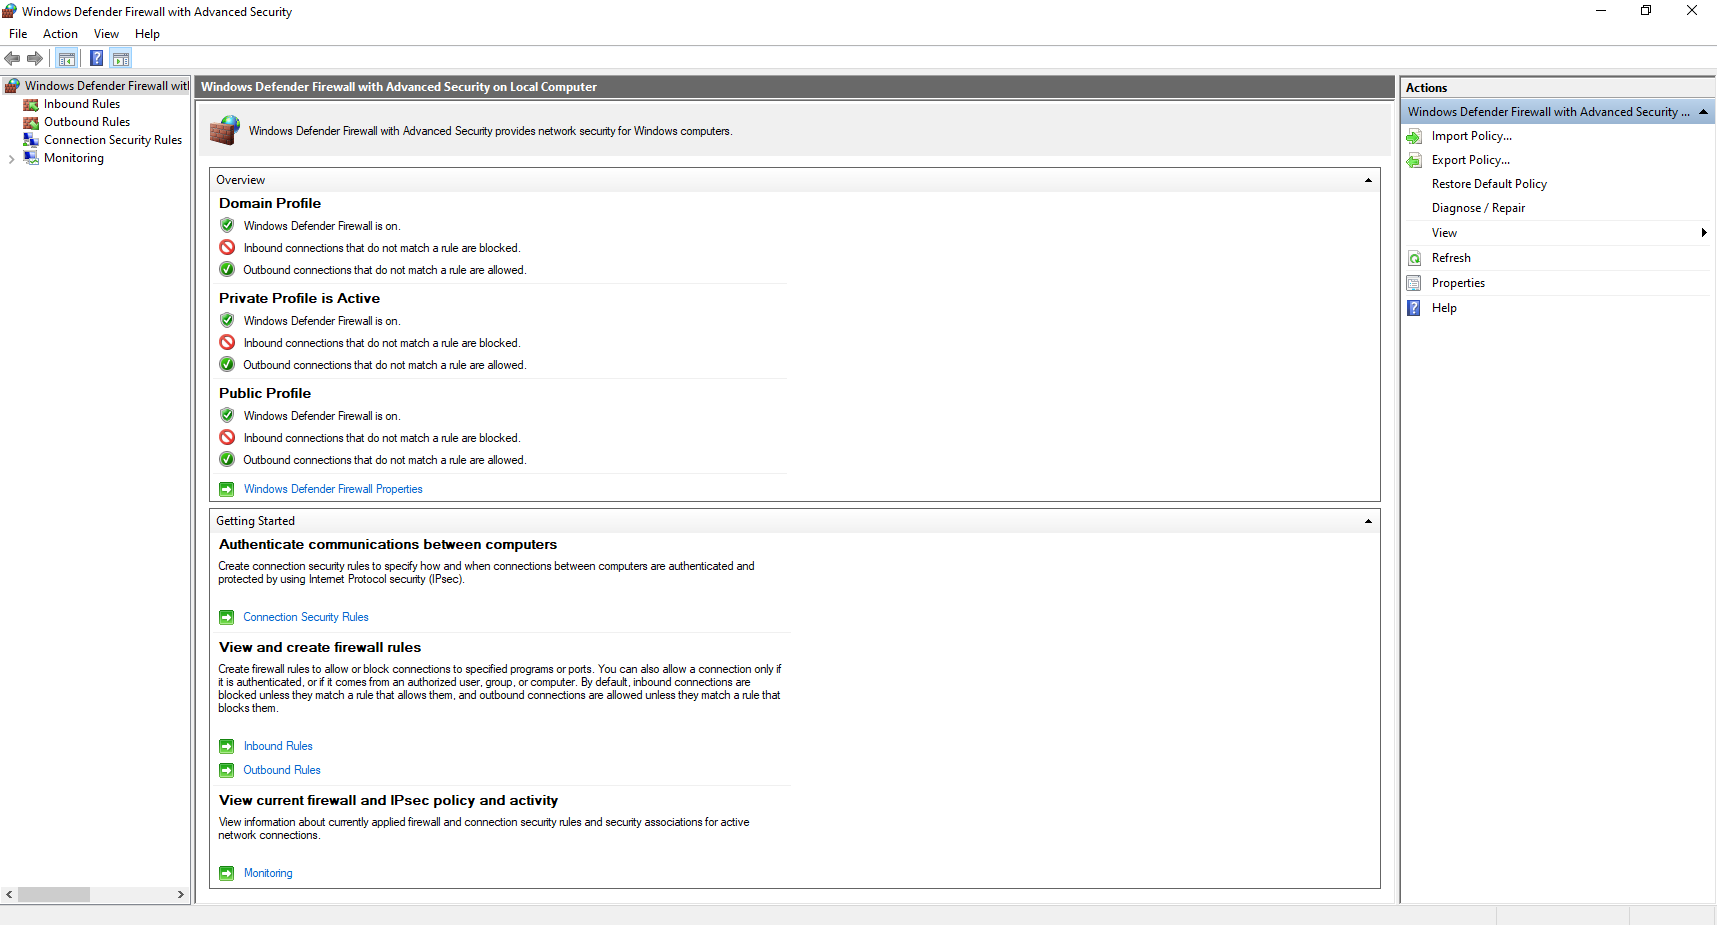 Windows Defender Firewall with Advanced Security
File Action View Help
?
Windows Defender Firewall wit
Inbound Rules
Outbound Rules
Connection Security Rules
Monitoring
Windows Defender Firewall with Advanced Security on Local Computer
Windows Defender Firewall with Advanced Security provides network security for Windows computers.
Overview
Domain Profile
Windows Defender Firewall is on.
Inbound connections that do not match a rule are blocked.
Outbound connections that do not match a rule are allowed.
Private Profile is Active
Windows Defender Firewall is on.
Inbound connections that do not match a rule are blocked.
Outbound connections that do not match a rule are allowed.
Public Profile
Windows Defender Firewall is on.
Inbound connections that do not match a rule are blocked.
Outbound connections that do not match a rule are allowed.
Windows Defender Firewall Properties
Getting Started
Authenticate communications between computers
Create connection security rules to specify how and when connections between computers are authenticated and
protected by using Internet Protocol security (IPsec).
Connection Security Rules
View and create firewall rules
Create firewall rules to allow or block connections to specified programs or ports. You can also allow a connection only if
it is authenticated, or if it comes from an authorized user, group, or computer. By default, inbound connections are
blocked unless they match a rule that allows them, and outbound connections are allowed unless they match a rule that
blocks them.
Inbound Rules
Outbound Rules
View current firewall and IPsec policy and activity
View information about currently applied firewall and connection security rules and security associations for active
network connections.
Monitoring
Actions
Windows Defender Firewall with Advanced Security ...
Import Policy...
Export Policy...
Restore Default Policy
Diagnose / Repair
View
Refresh
Properties
? Help